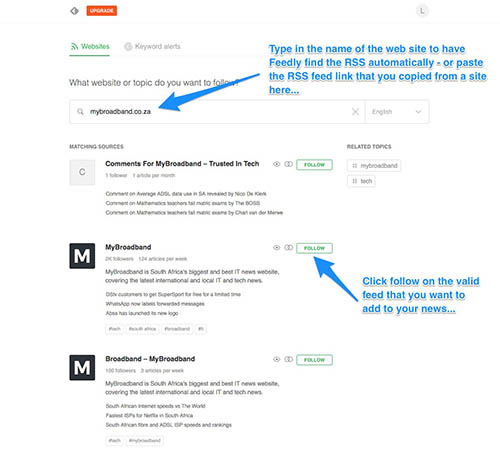 UPGRADE
L
Websites
Keyword alerts
Type in the name of the web site to have
Feedly find the RSS automatically - or paste
the RSS feed link that you copied from a site
here...
What website or topic do you want to follow?
mybroadband.co.za
English
MATCHING SOURCES
RELATED TOPICS
C
Comments For MyBroadband – Trusted In Tech
FOLLOW
1 follower 1 article per month
Comment on Average ADSL data use in SA revealed by Nico De Klerk
Comment on Mathematics teachers fail matric exams by The BOSS
Comment on Mathematics teachers fail matric exams by Charl van der Merwe
mybroadband
tech
M
MyBroadband
FOLLOW
2K followers 124 articles per week
MyBroadband is South Africa's biggest and best IT news website,
covering the latest international and local IT and tech news.
DStv customers to get SuperSport for free for a limited time
WhatsApp now labels forwarded messages
Absa has launched its new logo
#tech #south africa #broadband #it
Click follow on the valid
feed that you want to
add to your news...
M
Broadband – MyBroadband
FOLLOW
100 followers 3 articles per week
MyBroadband is South Africa's biggest and best IT news website,
covering the latest international and local IT and tech news.
South African Internet speeds vs The World
Fastest ISPs for Netflix in South Africa
South African fibre and ADSL ISP speeds and rankings
#tech #mybroadband